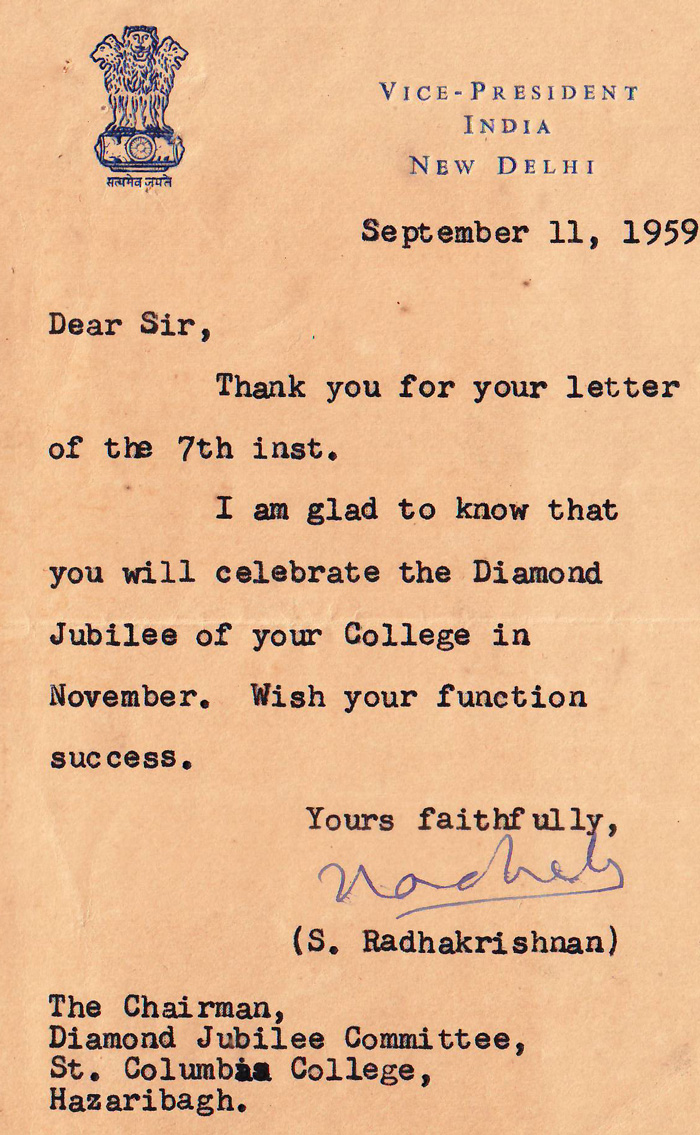 सत्यमेव जयते
VICE-PRESIDENT
INDIA
NEW DELHI
September 11, 1959
Dear Sir,
Thank you for your letter
of the 7th inst.
I am glad to know that
you will celebrate the Diamond
Jubilee of your College in
November. Wish your function
success.
Yours faithfully,
(S. Radhakrishnan)
The Chairman,
Diamond Jubilee Committee,
St. Columbaa College,
Hazaribagh.